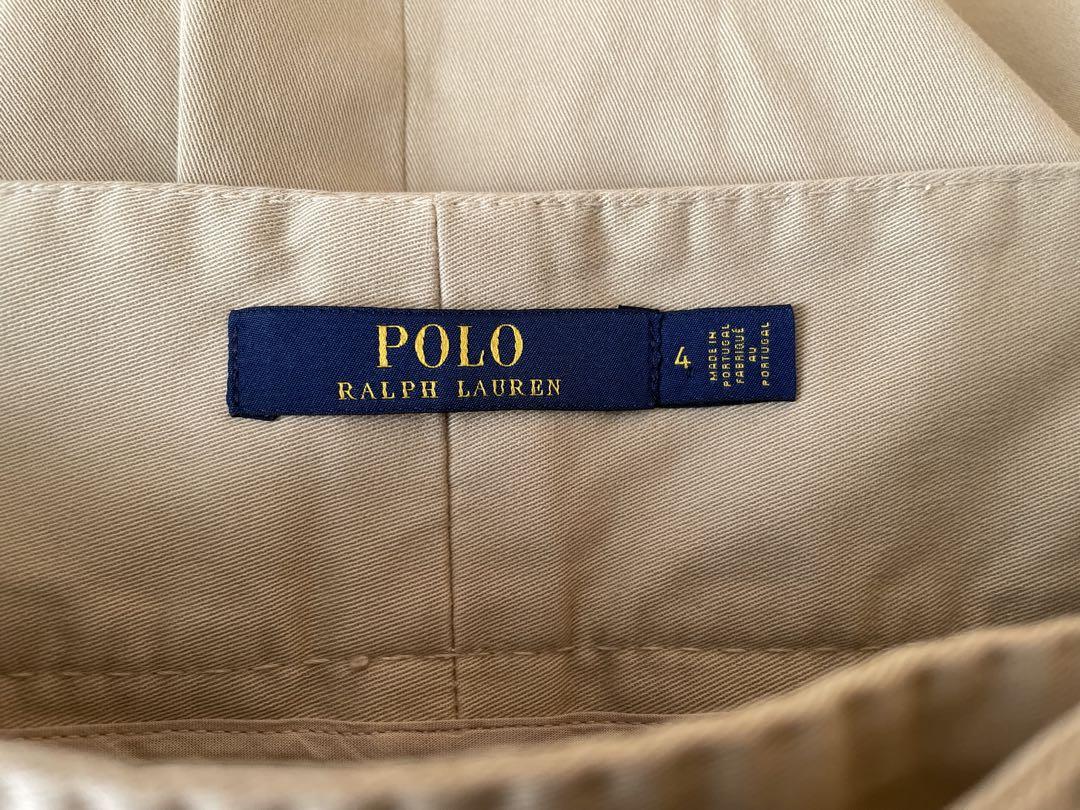 POLO
RALPH LAUREN
4
MADE IN
PORTUGAL
FABRIQUÉ
AU
PORTUGAL